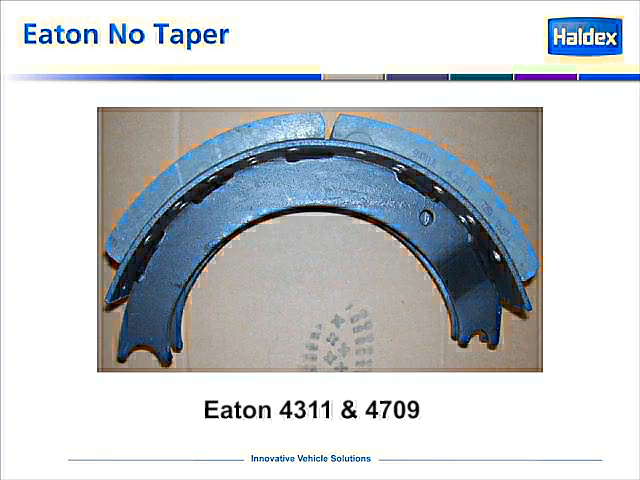 Eaton No Taper
Haldex
Eaton 4311 & 4709
Innovative Vehicle Solutions